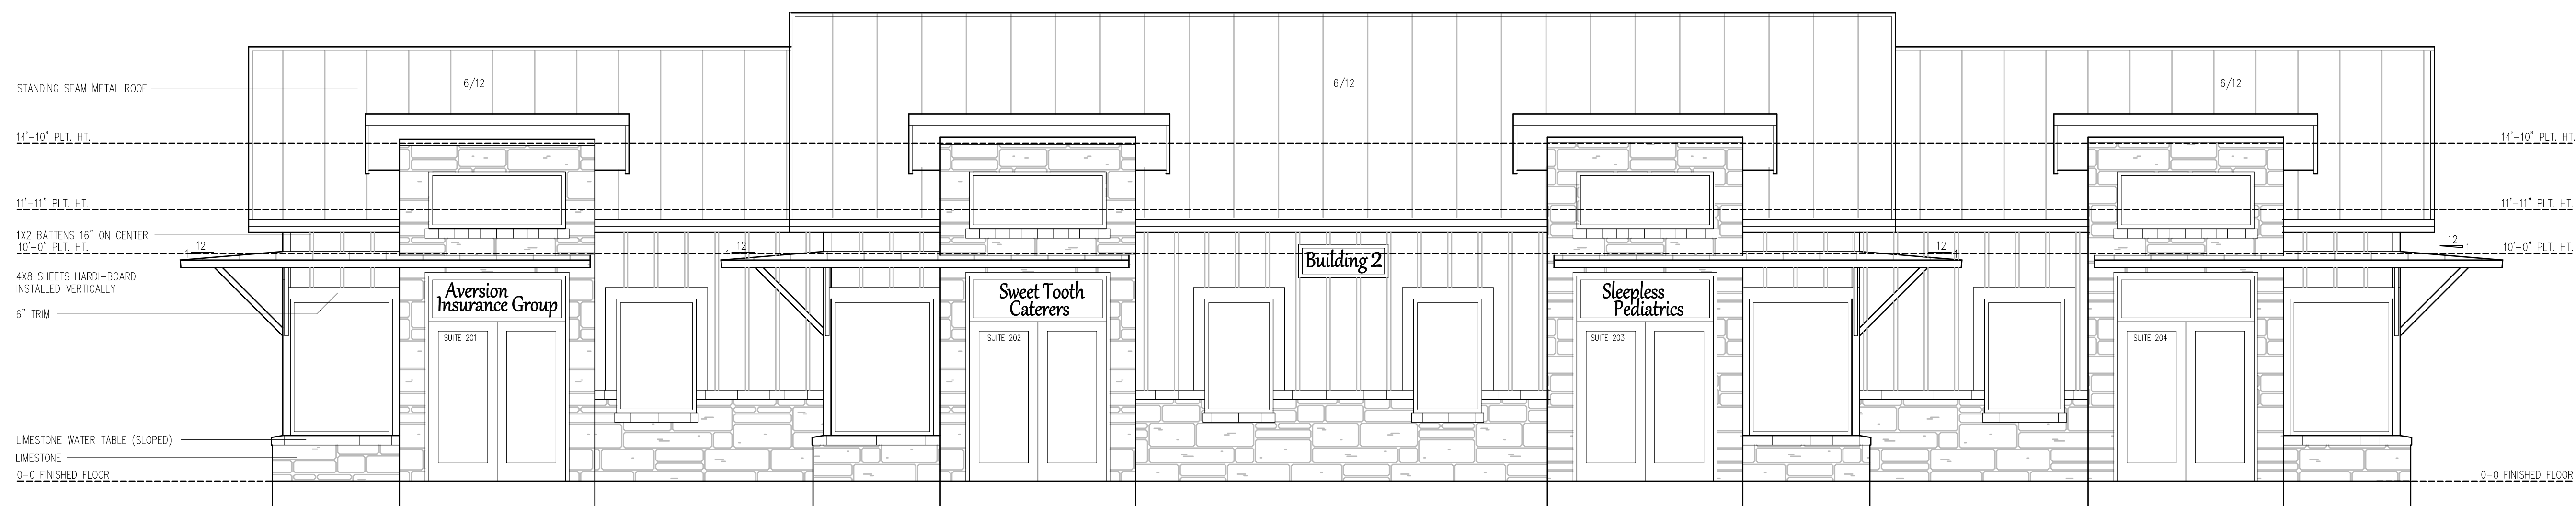 6/12
6/12
6/12
STANDING SEAM METAL ROOF
14'-10" PLT. HT.
14'-10" PLT. HT.
11'-11" PLT. HT.
11'-11" PLT. HT.
1X2 BATTENS 16" ON CENTER
10'-0" PLT. HT.
10'-0" PLT. HT.
12
1
12
1
12
1
12
1
4X8 SHEETS HARDI-BOARD
INSTALLED VERTICALLY
6" TRIM
Aversion
Insurance Group
Sweet Tooth
Caterers
Building 2
Sleepless
Pediatrics
SUITE 201
SUITE 202
SUITE 203
SUITE 204
LIMESTONE WATER TABLE (SLOPED)
LIMESTONE
0-0 FINISHED FLOOR
0-0 FINISHED FLOOR